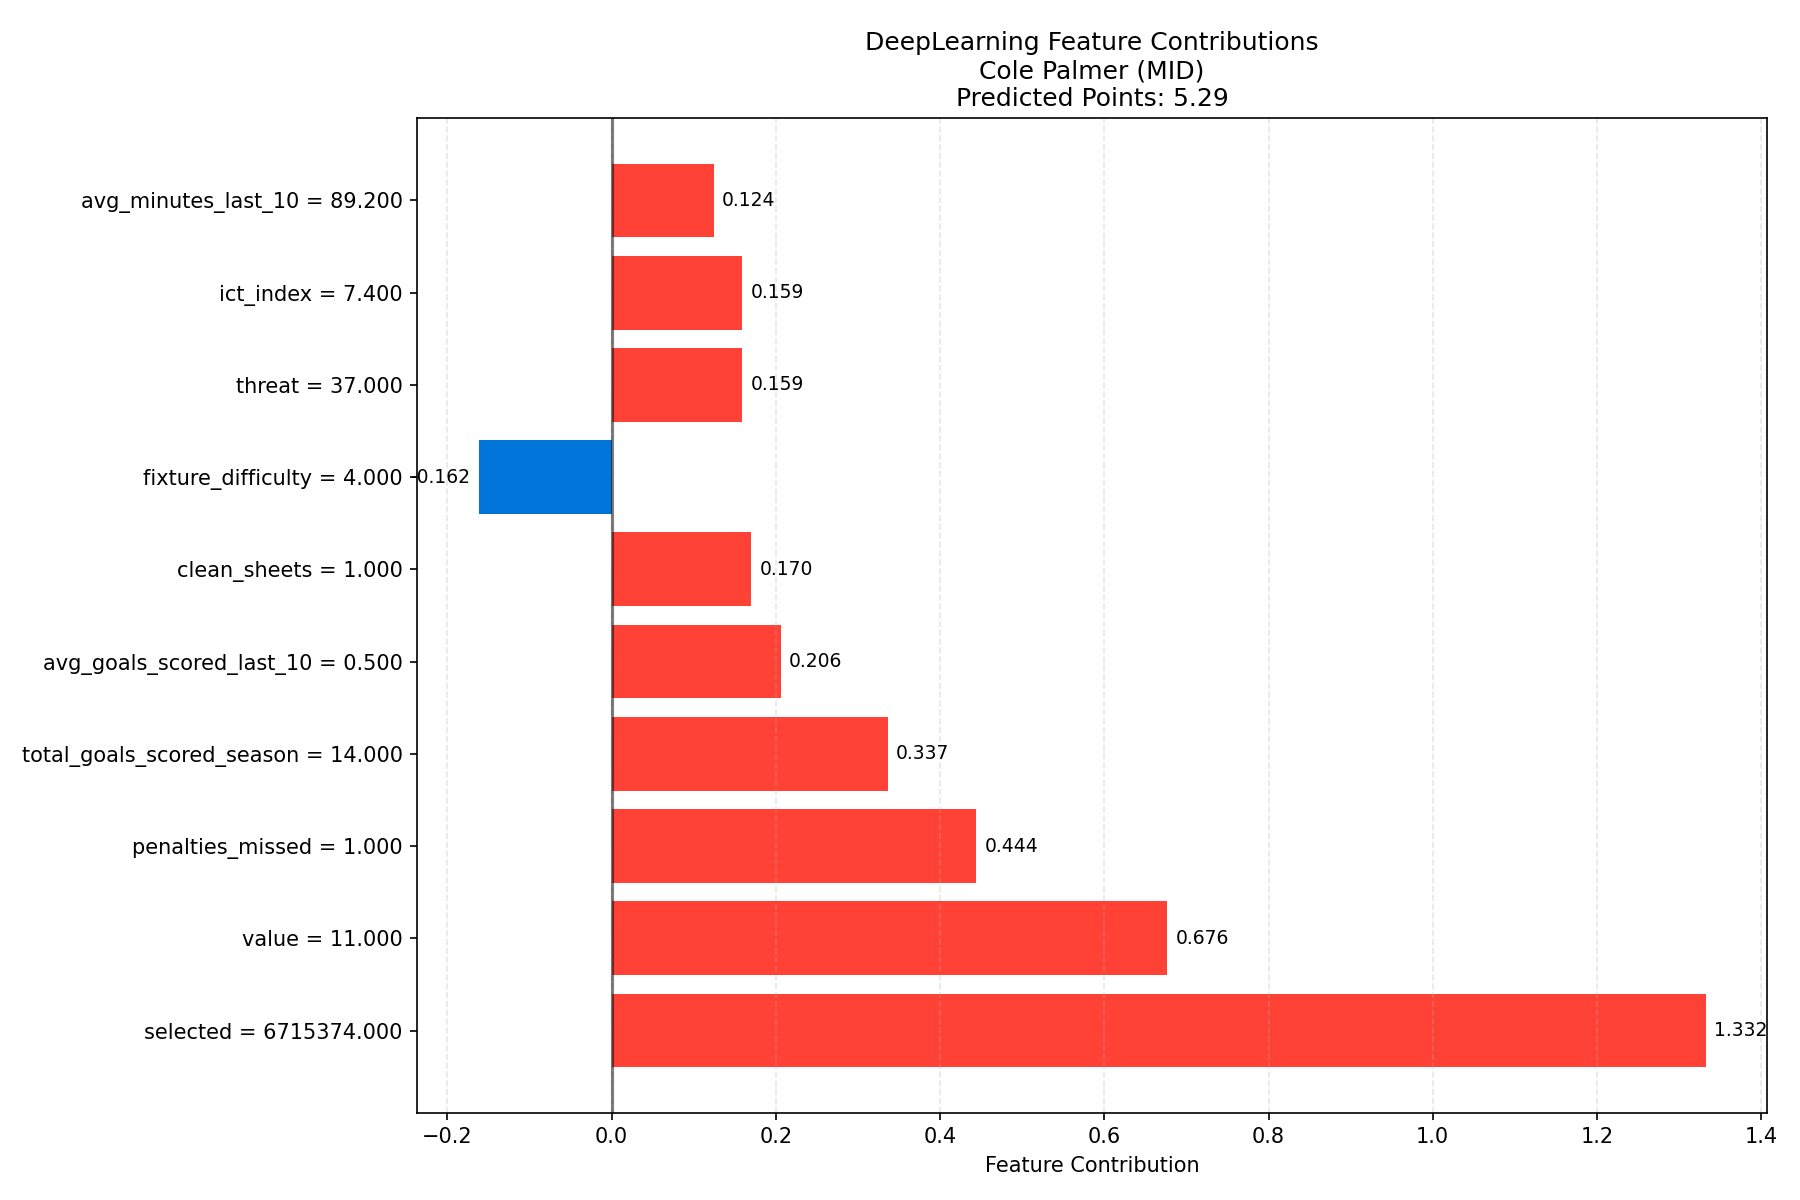 DeepLearning Feature Contributions
Cole Palmer (MID)
Predicted Points: 5.29
avg_minutes_last_10 = 89.200
0.124
ict_index = 7.400
0.159
threat = 37.000
0.159
fixture_difficulty = 4.000
-0.162
clean_sheets = 1.000
0.170
avg_goals_scored_last_10 = 0.500
0.206
total_goals_scored_season = 14.000
0.337
penalties_missed = 1.000
0.444
value = 11.000
0.676
selected = 6715374.000
1.332
−0.2 0.0 0.2 0.4 0.6 0.8 1.0 1.2 1.4
Feature Contribution